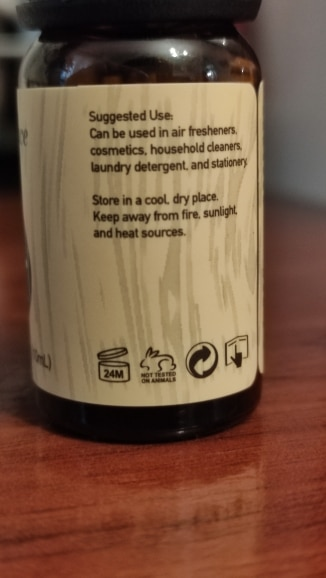 Suggested Use:
Can be used in air fresheners,
cosmetics, household cleaners,
laundry detergent, and stationery.
Store in a cool, dry place.
Keep away from fire, sunlight,
and heat sources.
24M
NOT TESTED
ON ANIMALS